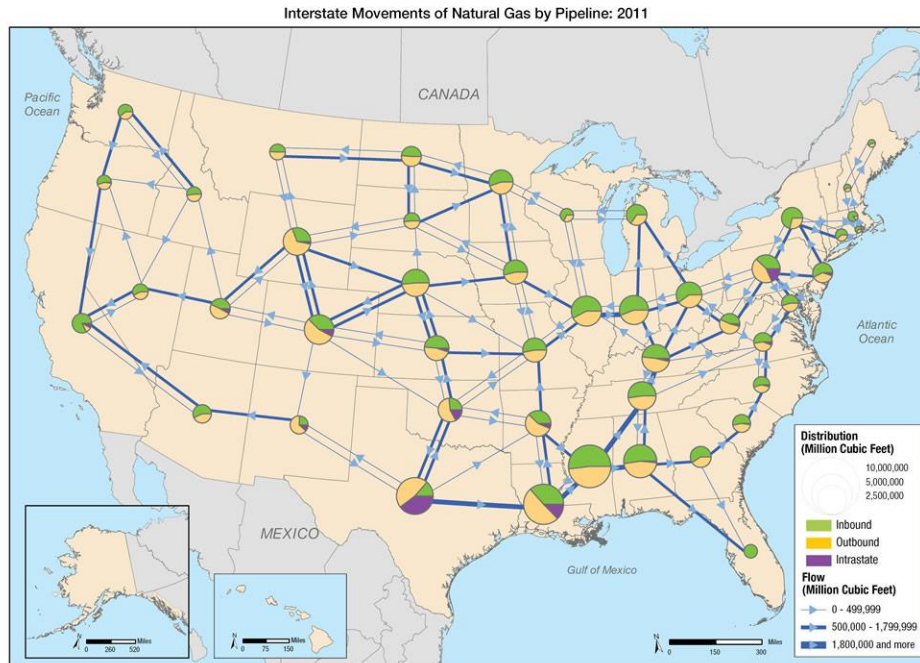 Interstate Movements of Natural Gas by Pipeline: 2011
Pacific
Ocean
CANADA
Atlantic
Ocean
MEXICO
Gulf of Mexico
N
Miles
0 260 520
N
Miles
0 75 150
N
Miles
0 150 300
Distribution
(Million Cubic Feet)
10,000,000
5,000,000
2,500,000
Inbound
Outbound
Intrastate
Flow
(Million Cubic Feet)
0 - 499,999
500,000 - 1,799,999
1,800,000 and more